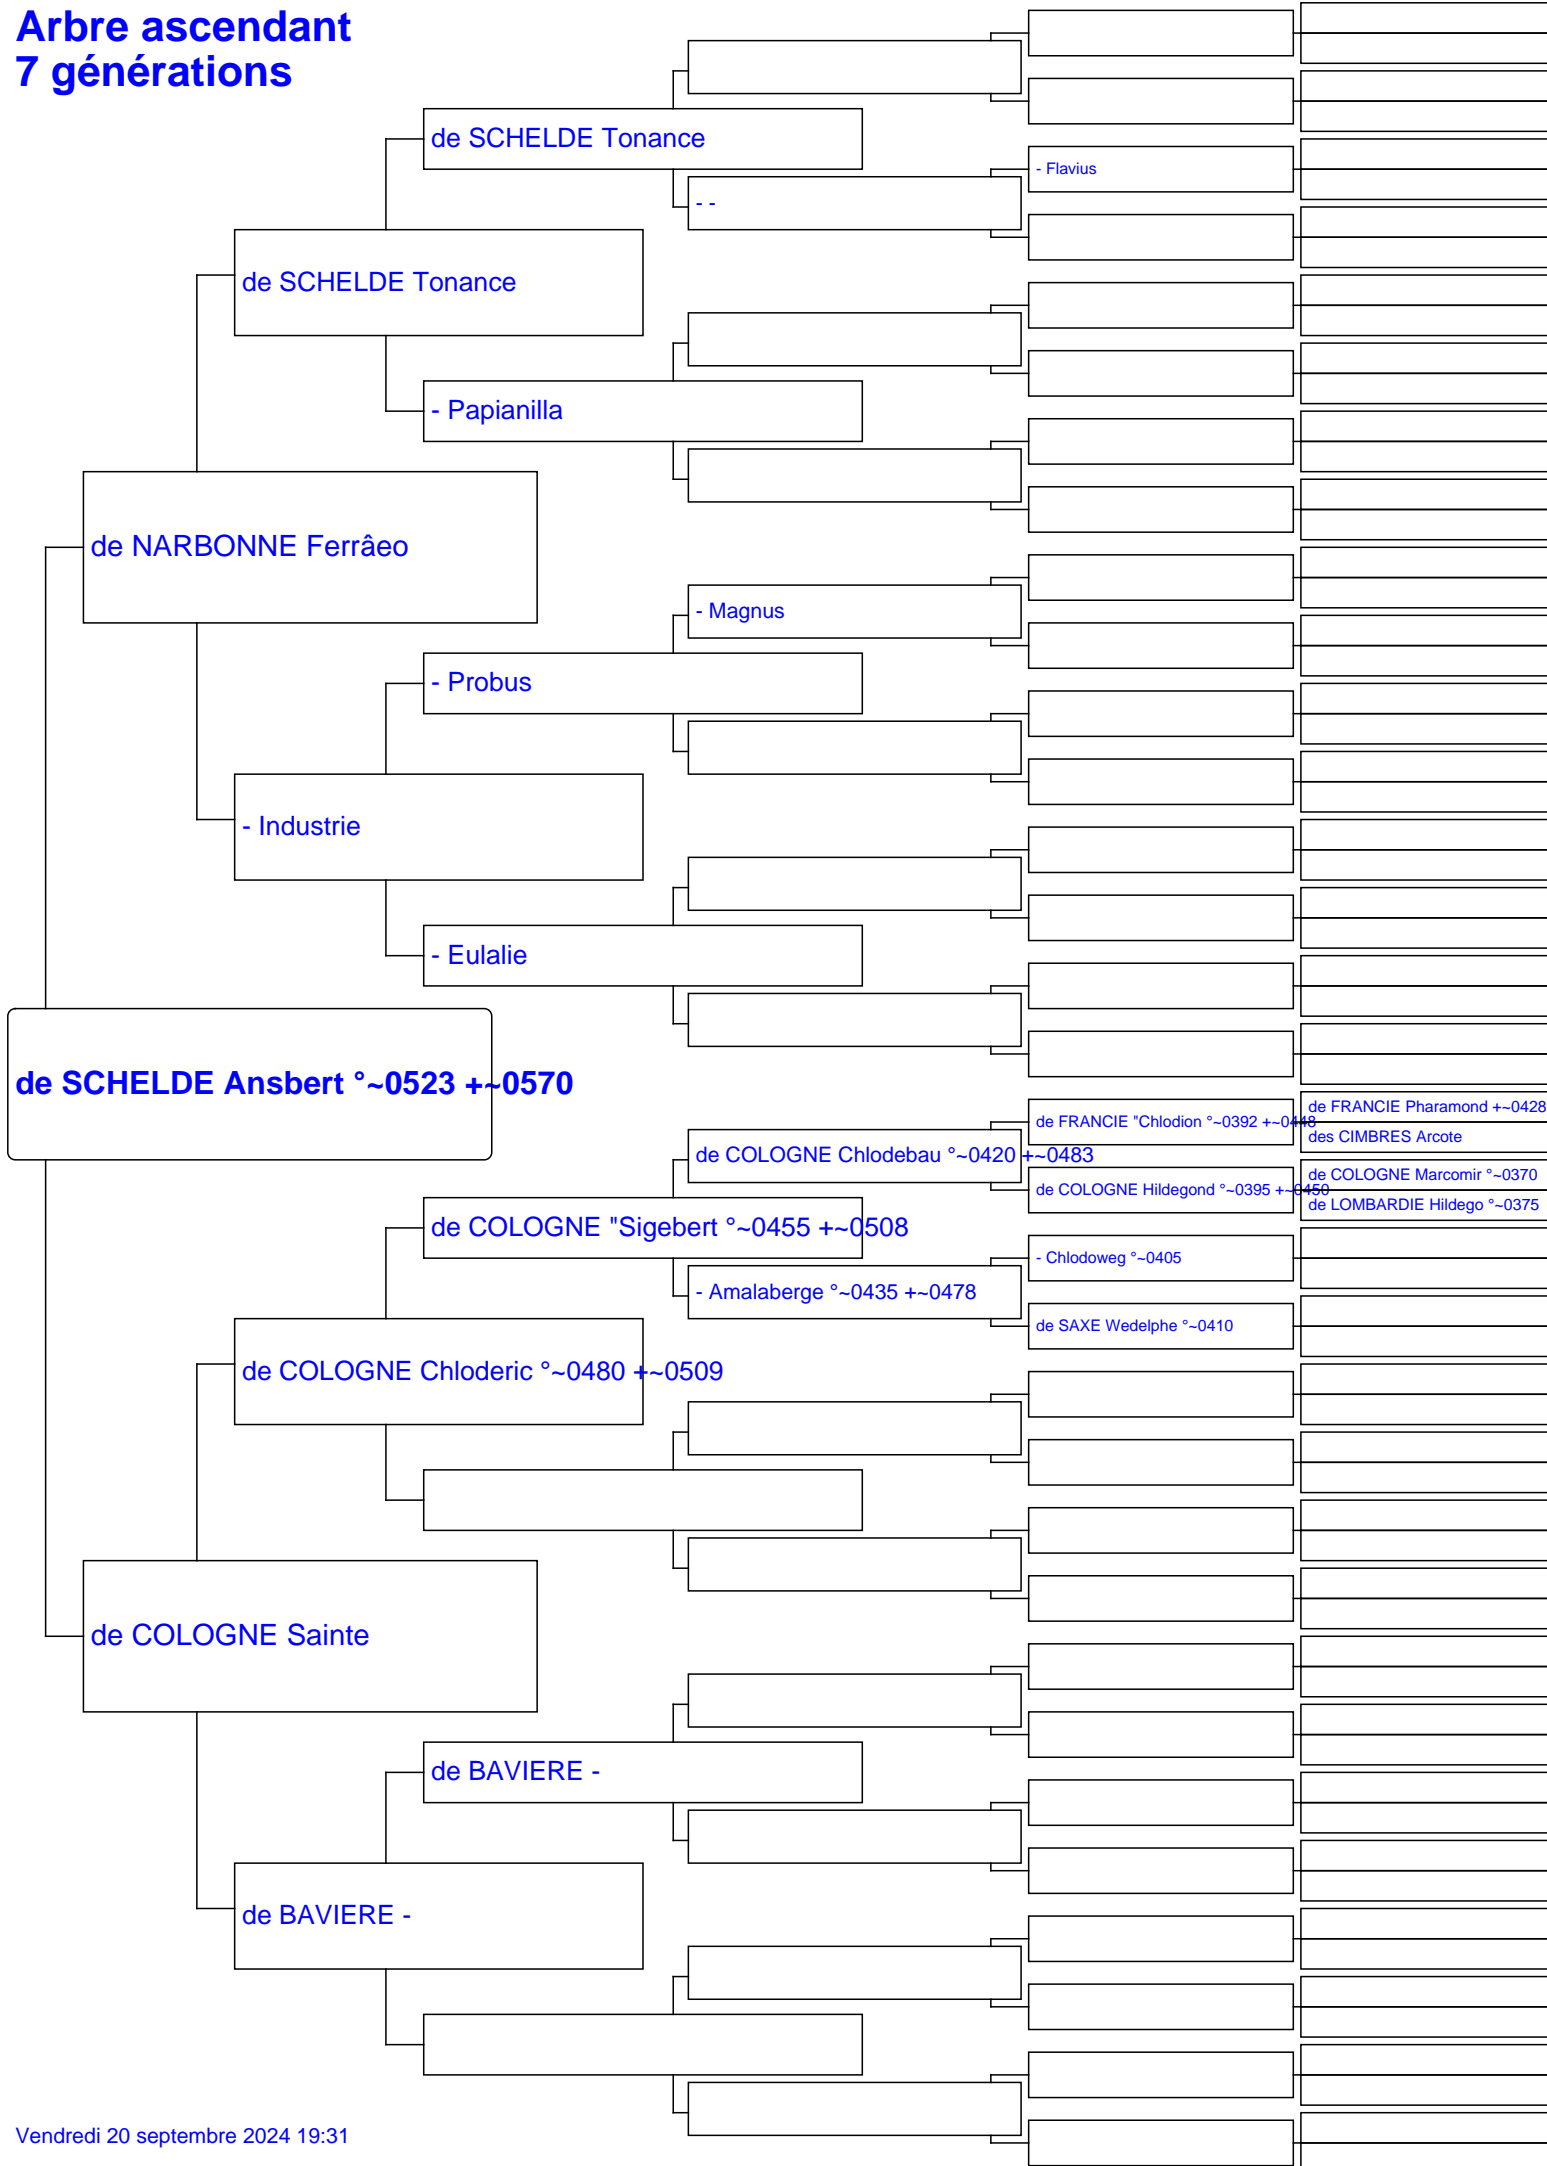 Arbre ascendant
7 générations
de SCHELDE Tonance
- Flavius
- -
de SCHELDE Tonance
- Papianilla
de NARBONNE Ferrâeo
- Magnus
- Probus
- Industrie
- Eulalie
de SCHELDE Ansbert °~0523 +~0570
de FRANCIE Pharamond +~0428
de FRANCIE "Chlodion °~0392 +~0448
des CIMBRES Arcote
de COLOGNE Chlodebau °~0420 +~0483
de COLOGNE Marcomir °~0370
de COLOGNE Hildegond °~0395 +~0450
de LOMBARDIE Hildego °~0375
de COLOGNE "Sigebert °~0455 +~0508
- Chlodoweg °~0405
- Amalaberge °~0435 +~0478
de SAXE Wedelphe °~0410
de COLOGNE Chloderic °~0480 +~0509
de COLOGNE Sainte
de BAVIERE -
de BAVIERE -
Vendredi 20 septembre 2024 19:31